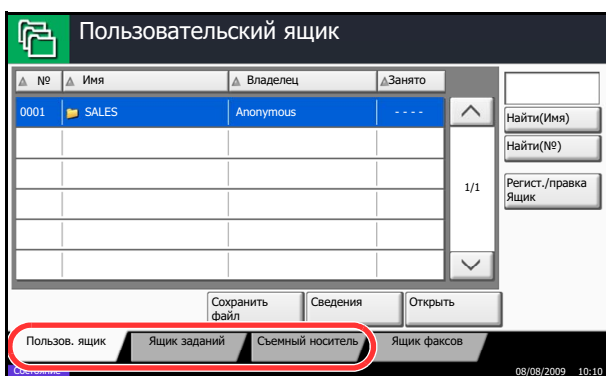 Пользовательский ящик
№ Имя Владелец Занято
0001 SALES Anonymous ----
Найти(Имя)
Найти(№)
1/1
Регист./правка
Ящик
Сохранить
файл
Сведения
Открыть
Пользов. ящик Ящик заданий Съемный носитель Ящик факсов
Состояние 08/08/2009 10:10